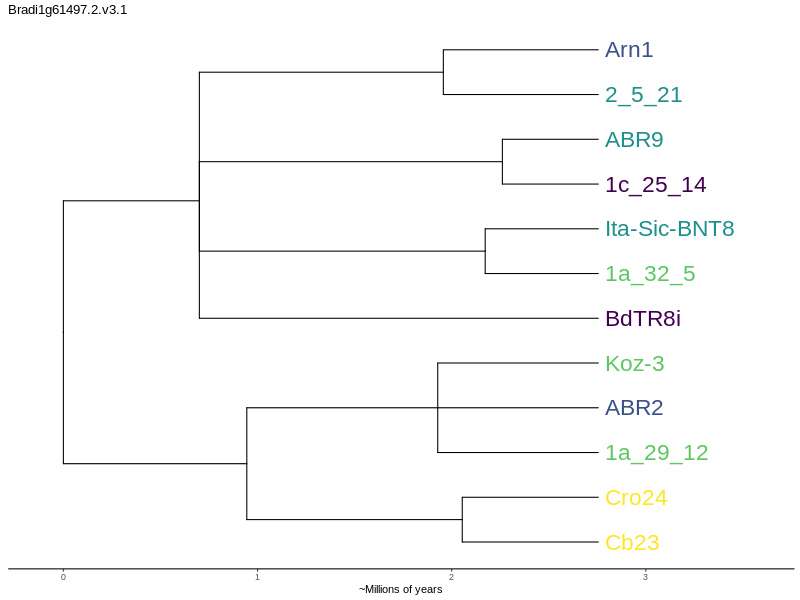 Bradi1g61497.2.v3.1
Arn1
2_5_21
ABR9
1c_25_14
Ita-Sic-BNT8
1a_32_5
BdTR8i
Koz-3
ABR2
1a_29_12
Cro24
Cb23
0 1 2 3
~Millions of years